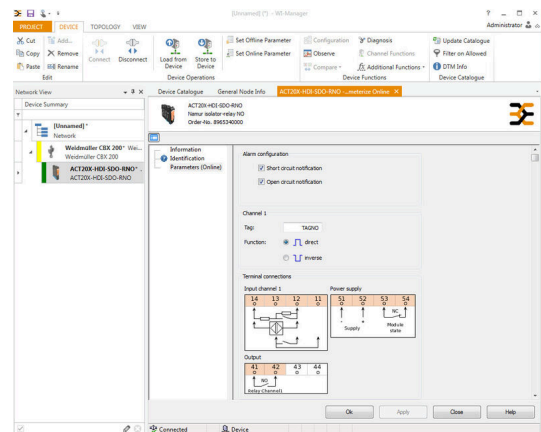 [Unnamed] (*) - WI-Manager
PROJECT DEVICE TOPOLOGY VIEW
Administrator
Cut Add...
Copy Remove
Paste Rename
Edit
Connect Disconnect
Load from Device
Store to Device
Set Offline Parameter
Set Online Parameter
Device Operations
Configuration Diagnosis
Observe Channel Functions
Compare Additional Functions
Device Functions
Update Catalogue
Filter on Allowed
DTM Info
Device Catalogue
Network View
Device Summary
[Unnamed]*
Network
Weidmüller CBX 200* Wei...
Weidmüller CBX 200
ACT20X-HDI-SDO-RNO* .
ACT20X-HDI-SDO-RNO
Device Catalogue General Node Info ACT20X-HDI-SDO-RNO -...meterize Online
ACT20X-HDI-SDO-RNO
Namur isolator-relay NO
Order-No. 8965340000
Information
Identification
Parameters (Online)
Alarm configuration
Short circuit notification
Open circuit notification
Channel 1
Tag: TAGNO
Function: direct
inverse
Terminal connections
Input channel 1 Power supply
14 13 12 11 51 52 53 54
NC
- +
Supply Module state
Output
41 42 43 44
NO
Relay Channel1
Ok Apply Close Help
Connected Device